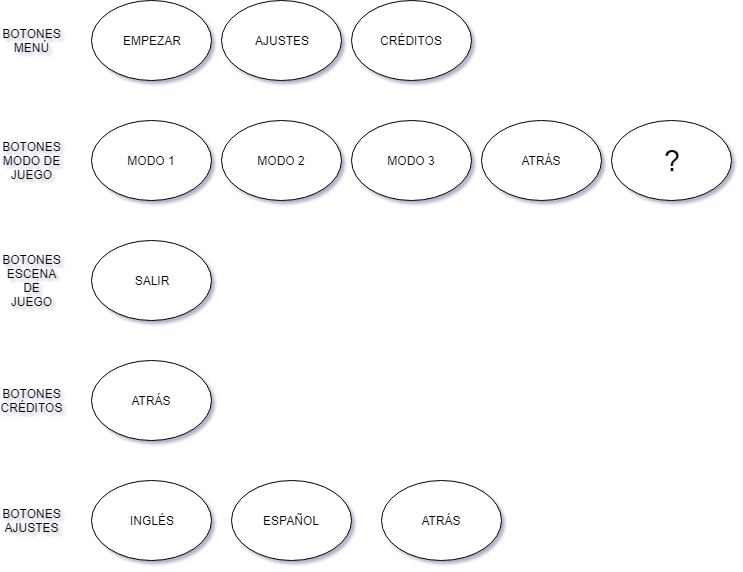 BOTONES
MENÚ
EMPEZAR
AJUSTES
CRÉDITOS
BOTONES
MODO DE
JUEGO
MODO 1
MODO 2
MODO 3
ATRÁS
?
BOTONES
ESCENA
DE
JUEGO
SALIR
BOTONES
CRÉDITOS
ATRÁS
BOTONES
AJUSTES
INGLÉS
ESPAÑOL
ATRÁS